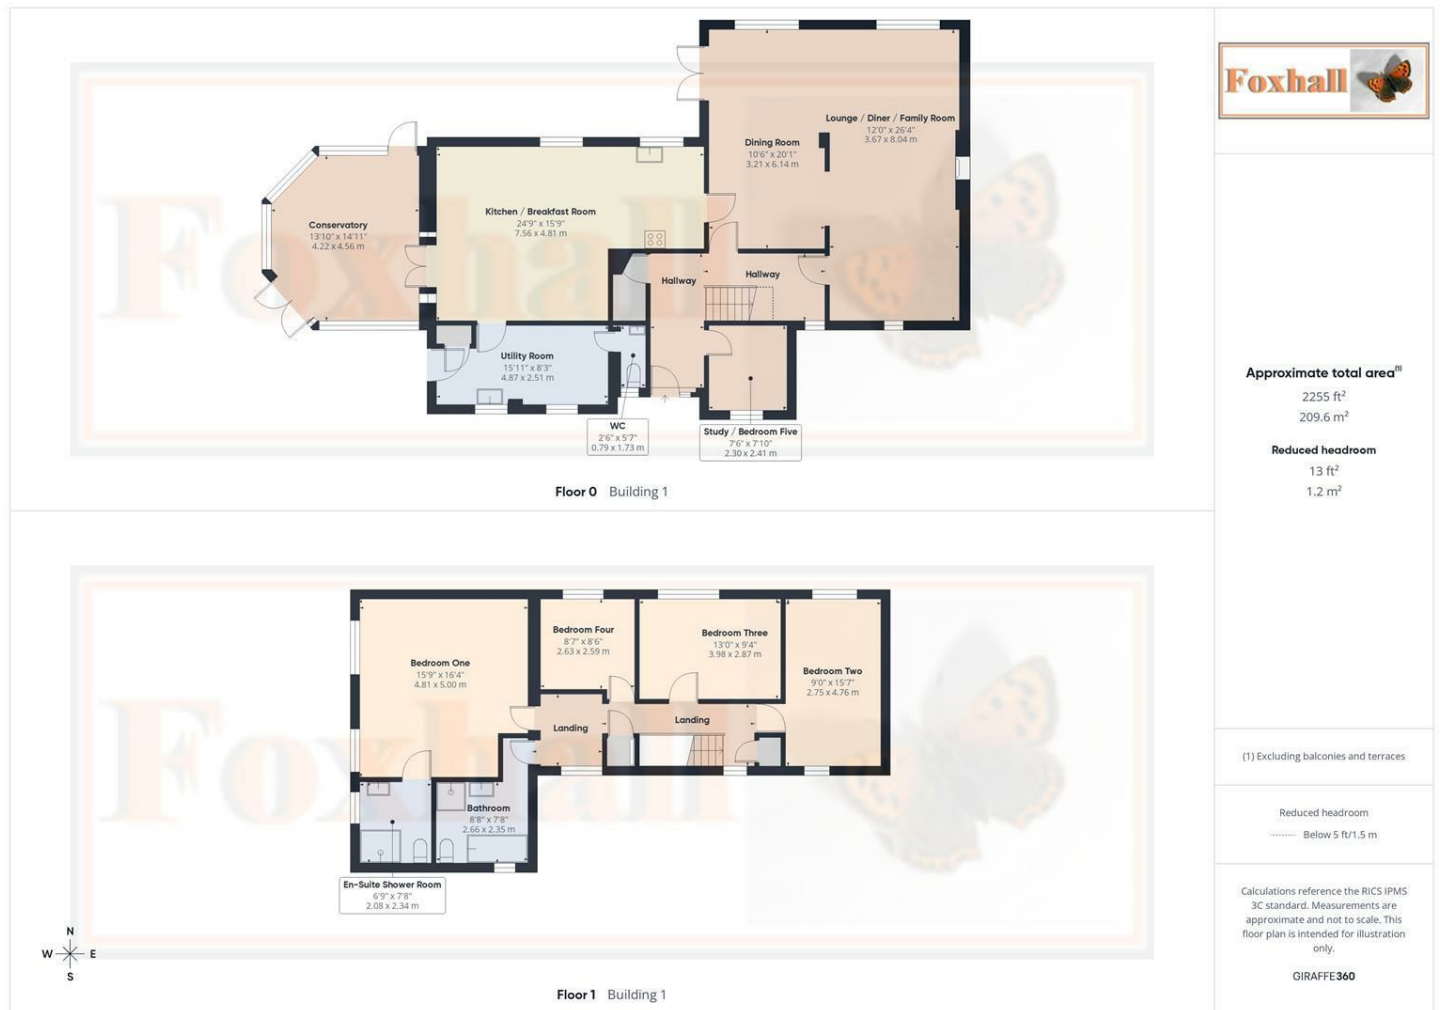 Foxhall
Lounge / Diner / Family Room
12'0" x 26'4"
3.67 x 8.04 m
Dining Room
10'6" x 20'1"
3.21 x 6.14 m
Kitchen / Breakfast Room
24'9" x 15'9"
7.56 x 4.81 m
Conservatory
13'10" x 14'11"
4.22 x 4.56 m
Hallway
Hallway
Utility Room
15'11" x 8'3"
4.87 x 2.51 m
WC
2'6" x 5'7"
0.79 x 1.73 m
Study / Bedroom Five
7'6" x 7'10"
2.30 x 2.41 m
Foxhall
Floor 0 Building 1
Bedroom One
15'9" x 16'4"
4.81 x 5.00 m
Bedroom Four
8'7" x 8'6"
2.63 x 2.59 m
Bedroom Three
13'0" x 9'4"
3.98 x 2.87 m
Bedroom Two
9'0" x 15'7"
2.75 x 4.76 m
Landing
Landing
Bathroom
8'8" x 7'8"
2.66 x 2.35 m
En-Suite Shower Room
6'9" x 7'8"
2.08 x 2.34 m
Foxhall
N
W E
S
Floor 1 Building 1
Approximate total area(1)
2255 ft²
209.6 m²
Reduced headroom
13 ft²
1.2 m²
(1) Excluding balconies and terraces
Reduced headroom
Below 5 ft/1.5 m
Calculations reference the RICS IPMS
3C standard. Measurements are
approximate and not to scale. This
floor plan is intended for illustration
only.
GIRAFFE360